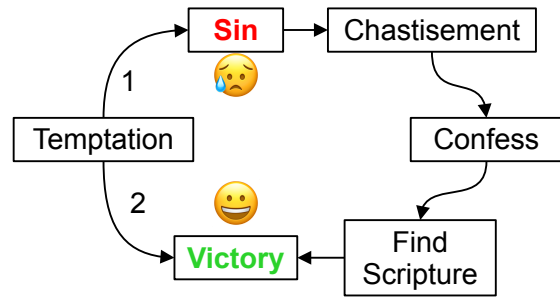 Sin
Chastisement
1
Temptation
Confess
2
Find
Scripture
Victory